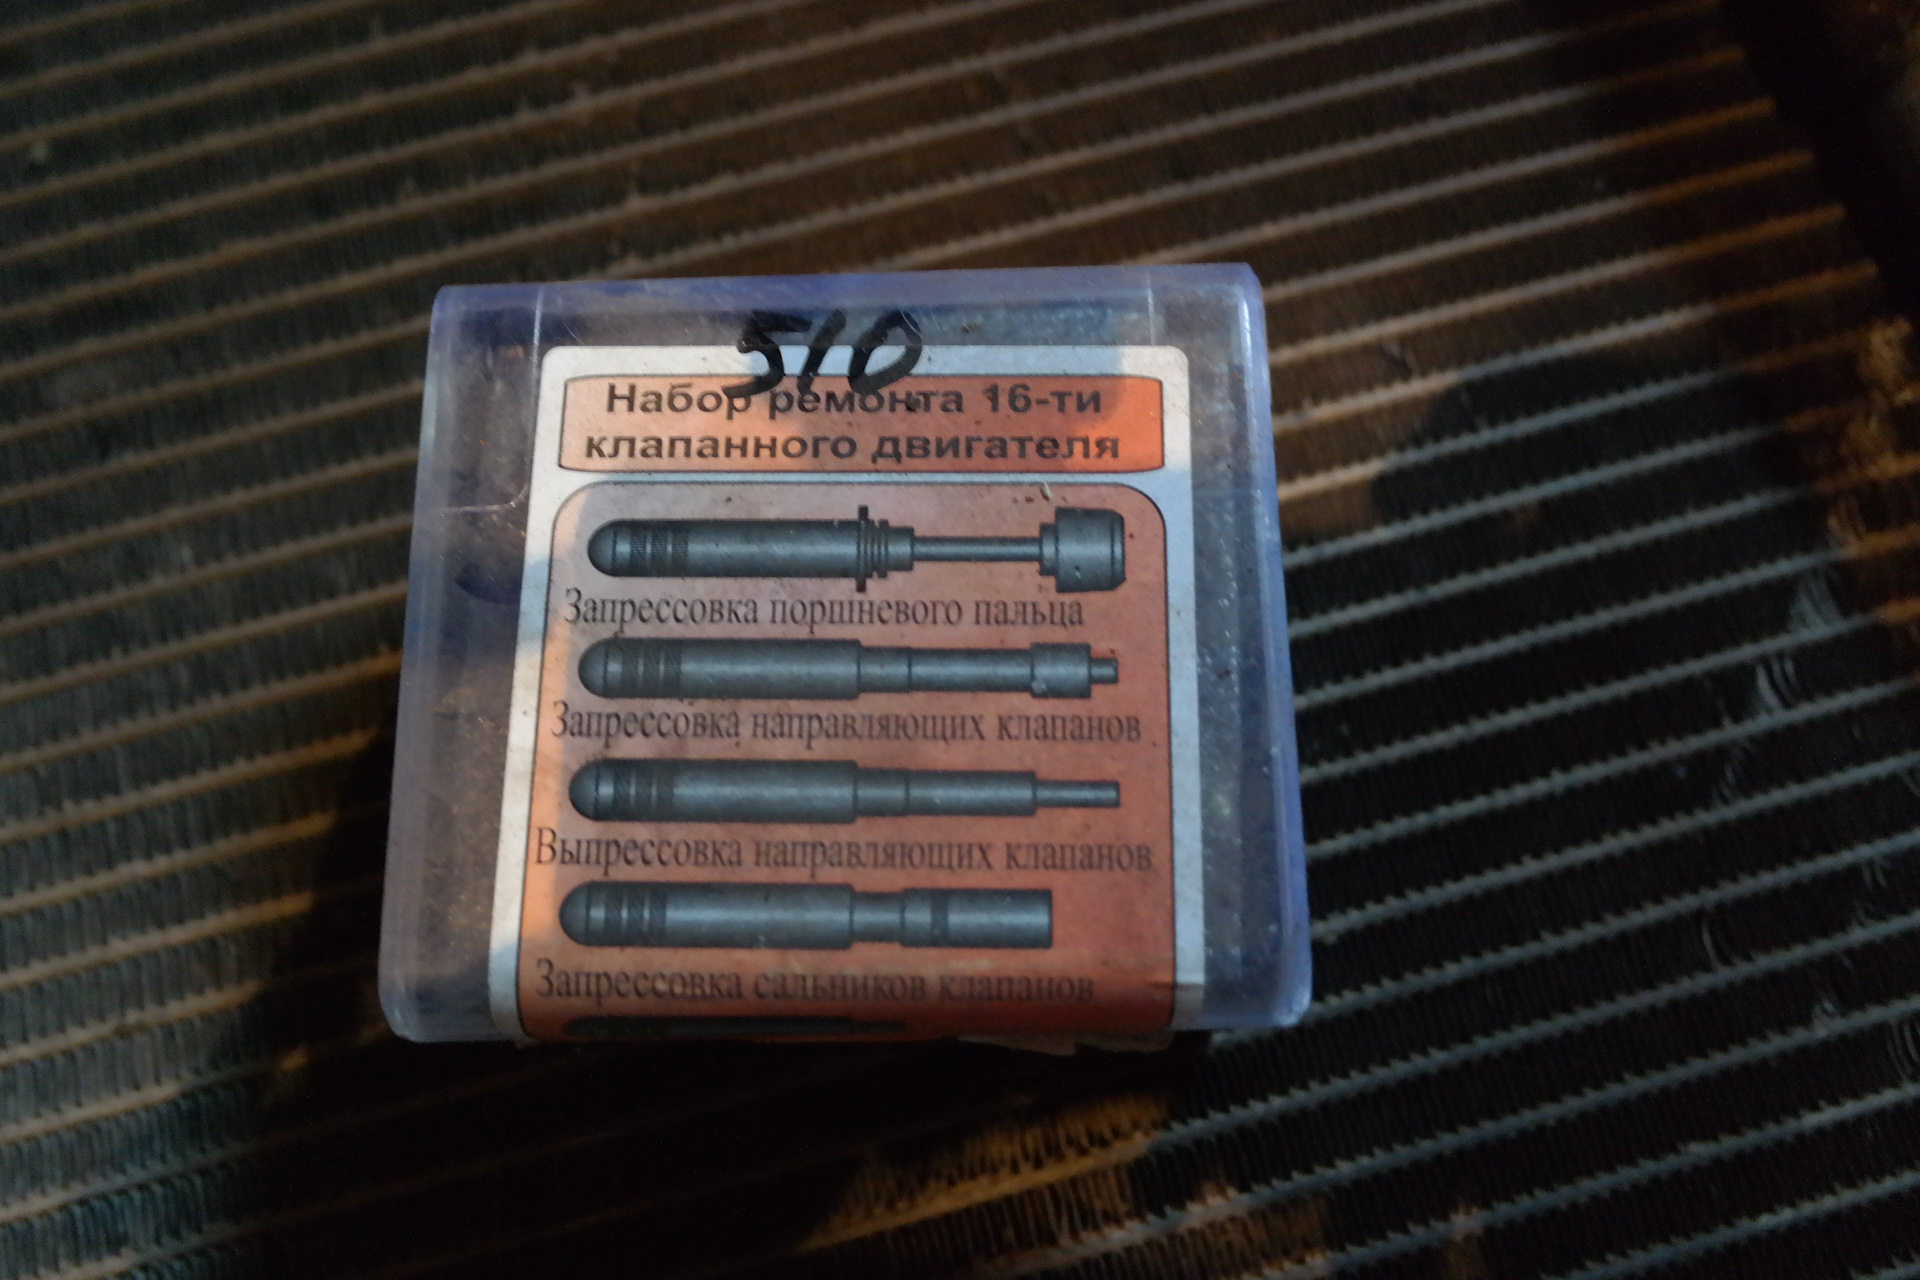 510
Набор ремонта 16-ти
клапанного двигателя
Запрессовка поршневого пальца
Запрессовка направляющих клапанов
Выпрессовка направляющих клапанов
Запрессовка сальников клапанов